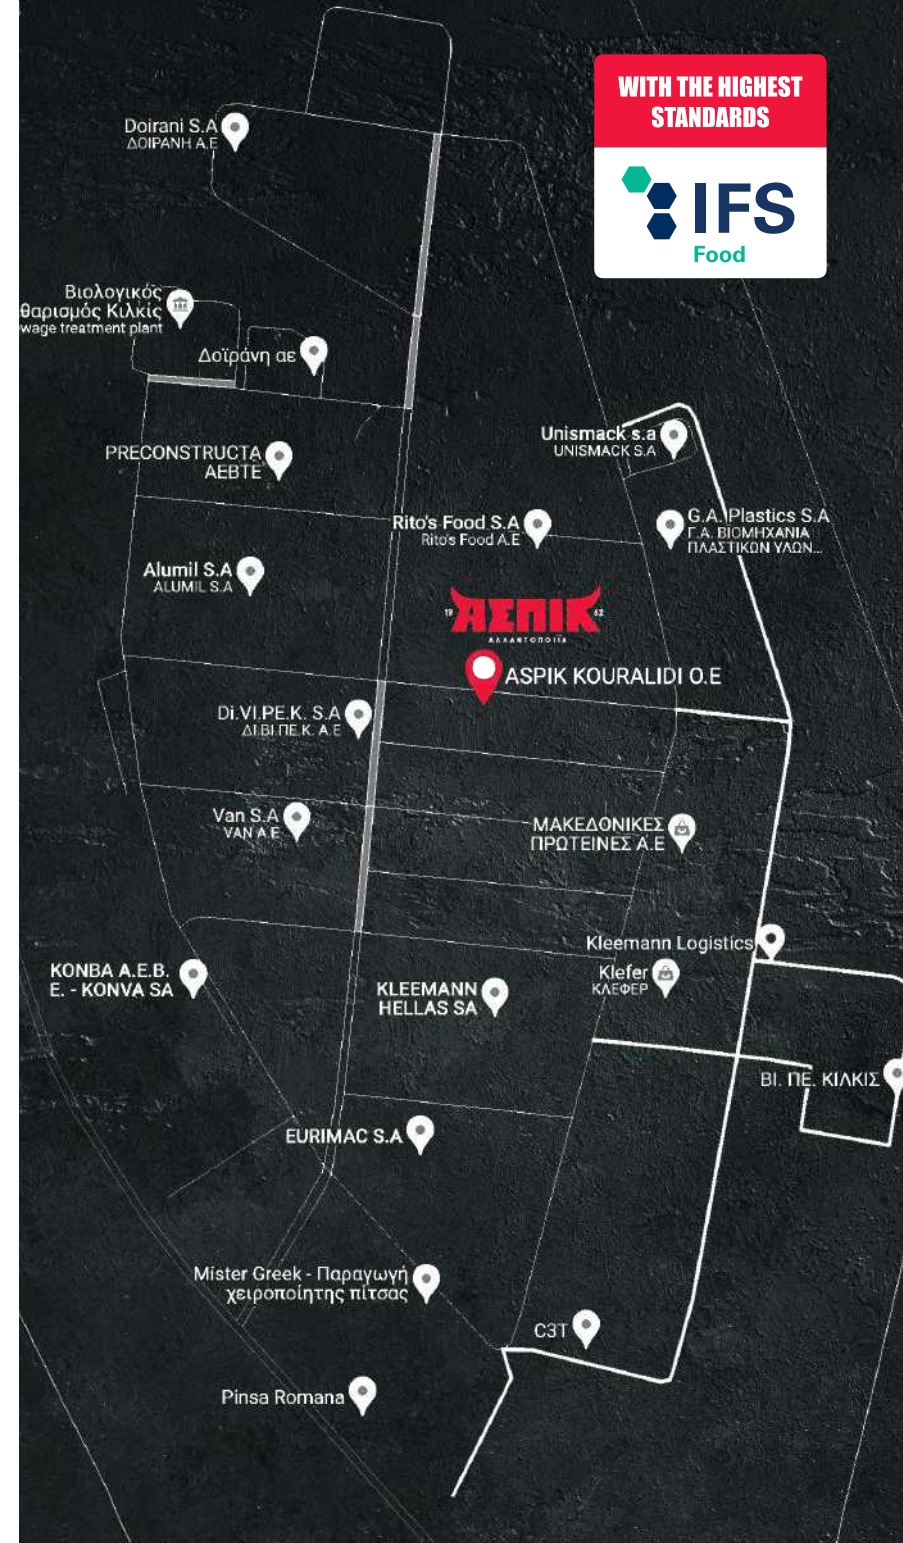 WITH THE HIGHEST
STANDARDS
IFS
Food
Doirani S.A
ΔΟΙΡΑΝΗ Α.Ε
Βιολογικός
θαρισμός Κιλκίς
wage treatment plant
Δοϊράνη αε
Unismack s.a
UNISMACK S.A
PRECONSTRUCTA
ΑΕΒΤΕ
Rito's Food S.A
Rito's Food A.E
G.A. Plastics S.A
Γ.Α. ΒΙΟΜΗΧΑΝΙΑ
ΠΛΑΣΤΙΚΩΝ ΥΛΩΝ...
Alumil S.A
ALUMIL S.A
19 ΑΣΠΙΚ 62
ΑΛΛΑΝΤΟΠΟΙΪΑ
ASPIK KOURALIDI O.E
Di.VI.PE.K. S.A
ΔΙ.ΒΙ.ΠΕ.Κ. Α.Ε
Van S.A
VAN A.E
ΜΑΚΕΔΟΝΙΚΕΣ
ΠΡΩΤΕΙΝΕΣ Α.Ε
Kleemann Logistics
Klefer
ΚΛΕΦΕΡ
KONBA A.E.B.
E. - KONVA SA
KLEEMANN
HELLAS SA
ΒΙ. ΠΕ. ΚΙΛΚΙΣ
EURIMAC S.A
Mister Greek - Παραγωγή
χειροποίητης πίτσας
C3T
Pinsa Romana